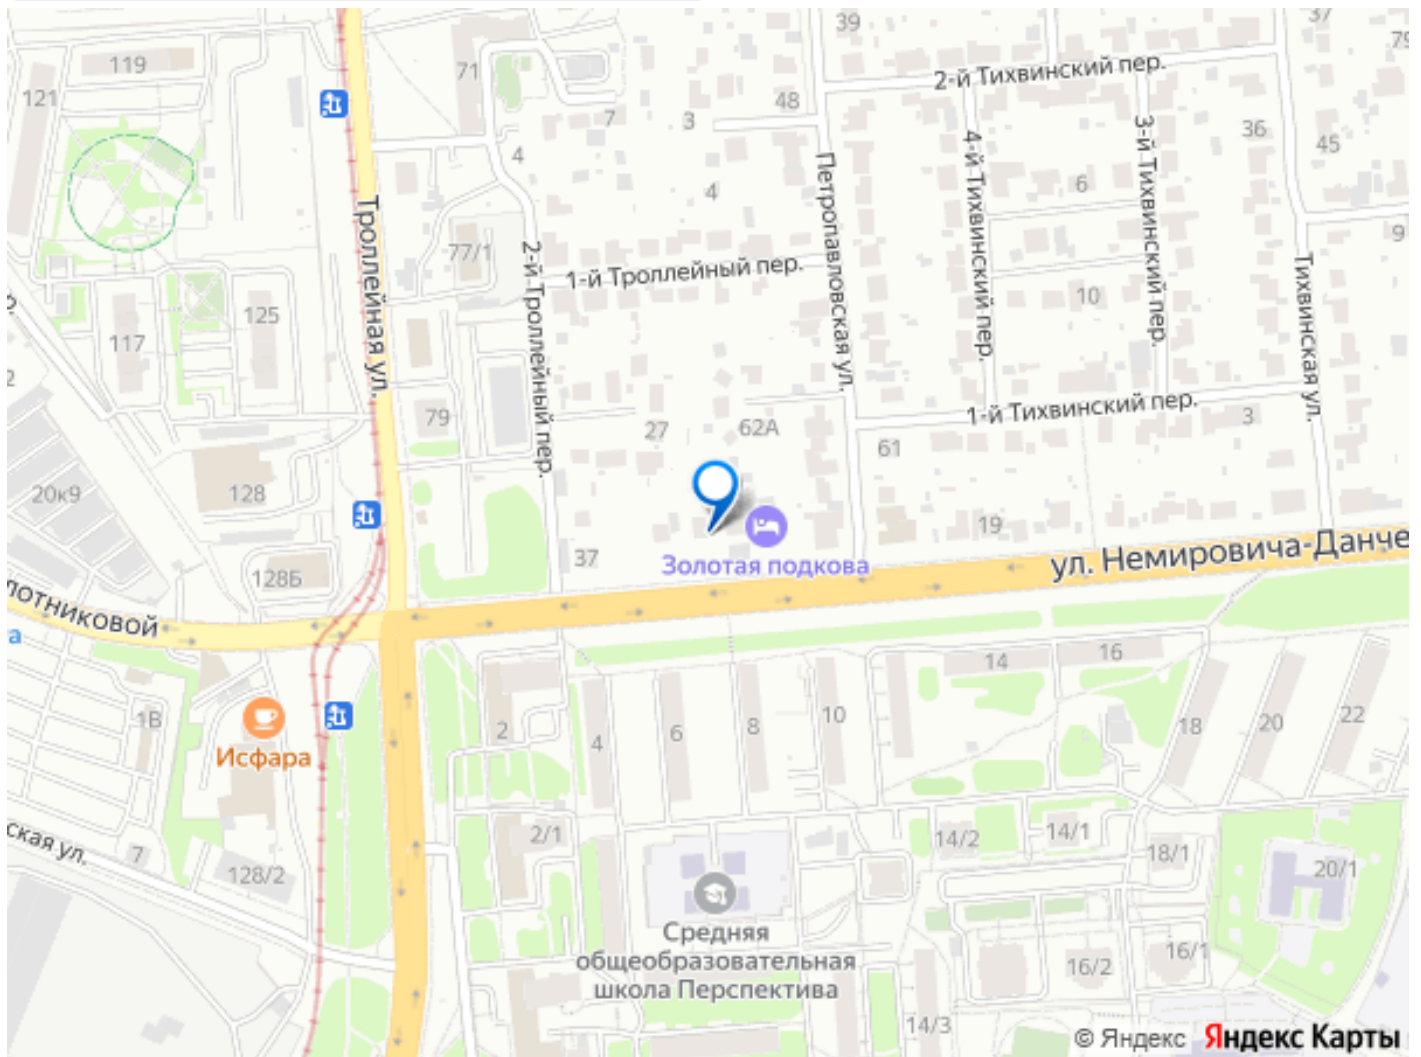 39
37
79
119
71
2-й Тихвинский пер.
121
48
7
3
36
45
4
4
6
Петропавловская ул.
4-й Тихвинский пер.
3-й Тихвинский пер.
Троллейная ул.
77/1
2-й Троллейный пер.
1-й Троллейный пер.
9
Тихвинская ул.
10
125
117
2
79
27
62А
1-й Тихвинский пер.
3
61
20к9
128
19
37
Золотая подкова
ул. Немировича-Данче
128Б
лотниковой
а
14
16
1В
2
4
6
8
10
18
20
22
Исфара
ская ул.
7
2/1
14/2
14/1
18/1
20/1
128/2
Средняя
общеобразовательная
школа Перспектива
16/2
16/1
14/3
© Яндекс Яндекс Карты